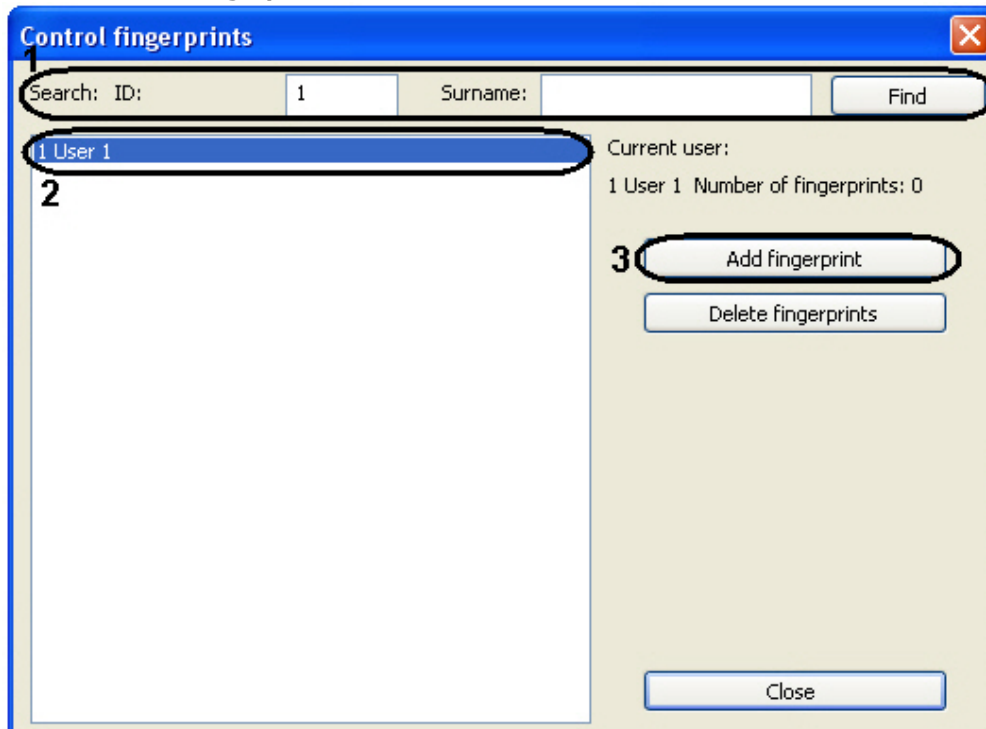 Control fingerprints
1
Search: ID: 1 Surname: Find
1 User 1
2
Current user:
1 User 1 Number of fingerprints: 0
3 Add fingerprint
Delete fingerprints
Close